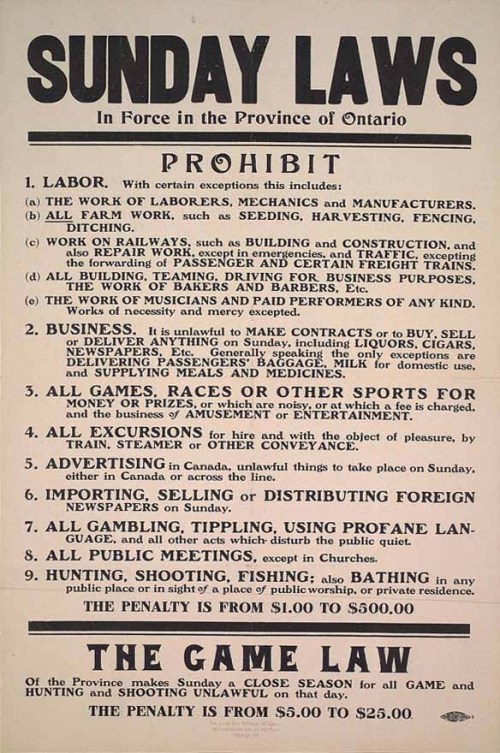 SUNDAY LAWS
In Force in the Province of Ontario
PROHIBIT
1. LABOR. With certain exceptions this includes:
(a) THE WORK OF LABORERS, MECHANICS and MANUFACTURERS.
(b) ALL FARM WORK, such as SEEDING, HARVESTING, FENCING,
DITCHING.
(c) WORK ON RAILWAYS, such as BUILDING and CONSTRUCTION, and
also REPAIR WORK, except in emergencies, and TRAFFIC, excepting
the forwarding of PASSENGER AND CERTAIN FREIGHT TRAINS.
(d) ALL BUILDING, TEAMING, DRIVING FOR BUSINESS PURPOSES,
THE WORK OF BAKERS AND BARBERS, Etc.
(e) THE WORK OF MUSICIANS AND PAID PERFORMERS OF ANY KIND.
Works of necessity and mercy excepted.
2. BUSINESS. It is unlawful to MAKE CONTRACTS or to BUY, SELL
or DELIVER ANYTHING on Sunday, including LIQUORS, CIGARS,
NEWSPAPERS, Etc. Generally speaking the only exceptions are
DELIVERING PASSENGERS' BAGGAGE, MILK for domestic use,
and SUPPLYING MEALS AND MEDICINES.
3. ALL GAMES, RACES OR OTHER SPORTS FOR
MONEY OR PRIZES, or which are noisy, or at which a fee is charged,
and the business of AMUSEMENT or ENTERTAINMENT.
4. ALL EXCURSIONS for hire and with the object of pleasure, by
TRAIN, STEAMER or OTHER CONVEYANCE.
5. ADVERTISING in Canada, unlawful things to take place on Sunday,
either in Canada or across the line.
6. IMPORTING, SELLING or DISTRIBUTING FOREIGN
NEWSPAPERS on Sunday.
7. ALL GAMBLING, TIPPLING, USING PROFANE LAN-
GUAGE, and all other acts which disturb the public quiet.
8. ALL PUBLIC MEETINGS, except in Churches.
9. HUNTING, SHOOTING, FISHING; also BATHING in any
public place or in sight of a place of public worship, or private residence.
THE PENALTY IS FROM $1.00 TO $500.00
THE GAME LAW
Of the Province makes Sunday a CLOSE SEASON for all GAME and
HUNTING and SHOOTING UNLAWFUL on that day.
THE PENALTY IS FROM $5.00 TO $25.00